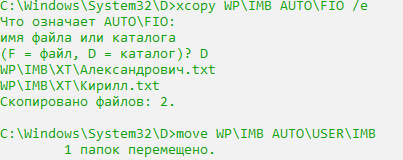 C:\Windows\System32\D>xcopy WP\IMB AUTO\FIO /e
Что означает AUTO\FIO:
имя файла или каталога
(F = файл, D = каталог)? D
WP\IMB\XT\Александрович.txt
WP\IMB\XT\Кирилл.txt
Скопировано файлов: 2.
C:\Windows\System32\D>move WP\IMB AUTO\USER\IMB
1 папок перемещено.